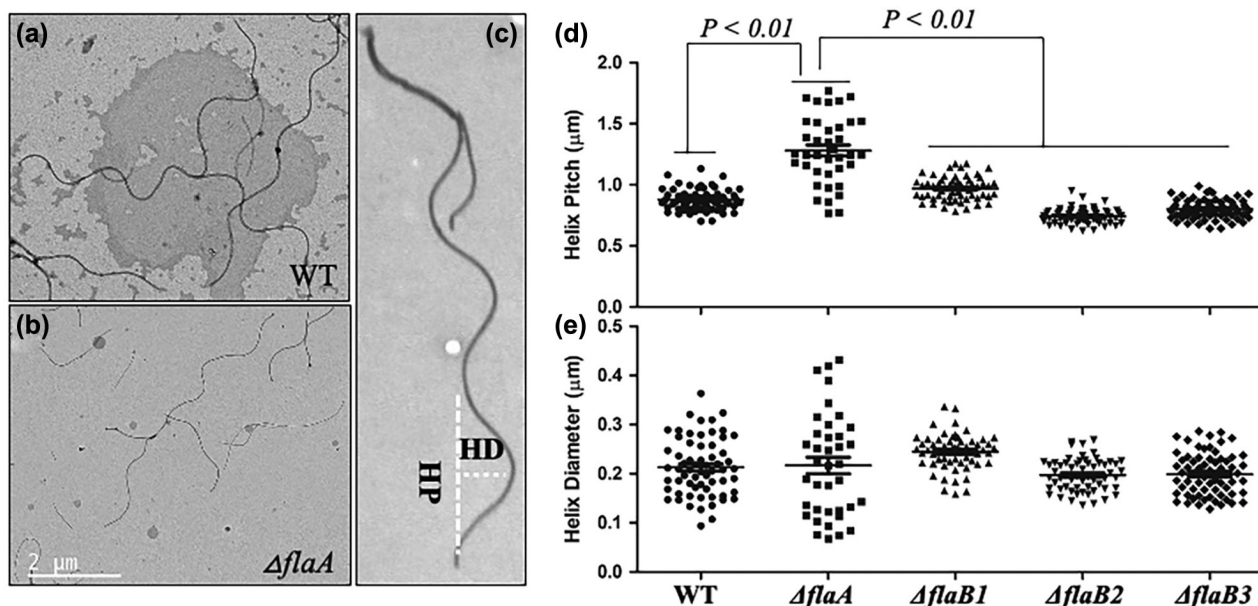 (a)
WT
(b)
2 μm
ΔflaA
(c)
HD
HP
(d)
P < 0.01
P < 0.01
Helix Pitch (μm)
2.0
1.5
1.0
0.5
0.0
(e)
Helix Diameter (μm)
0.5
0.4
0.3
0.2
0.1
0.0
WT ΔflaA ΔflaB1 ΔflaB2 ΔflaB3